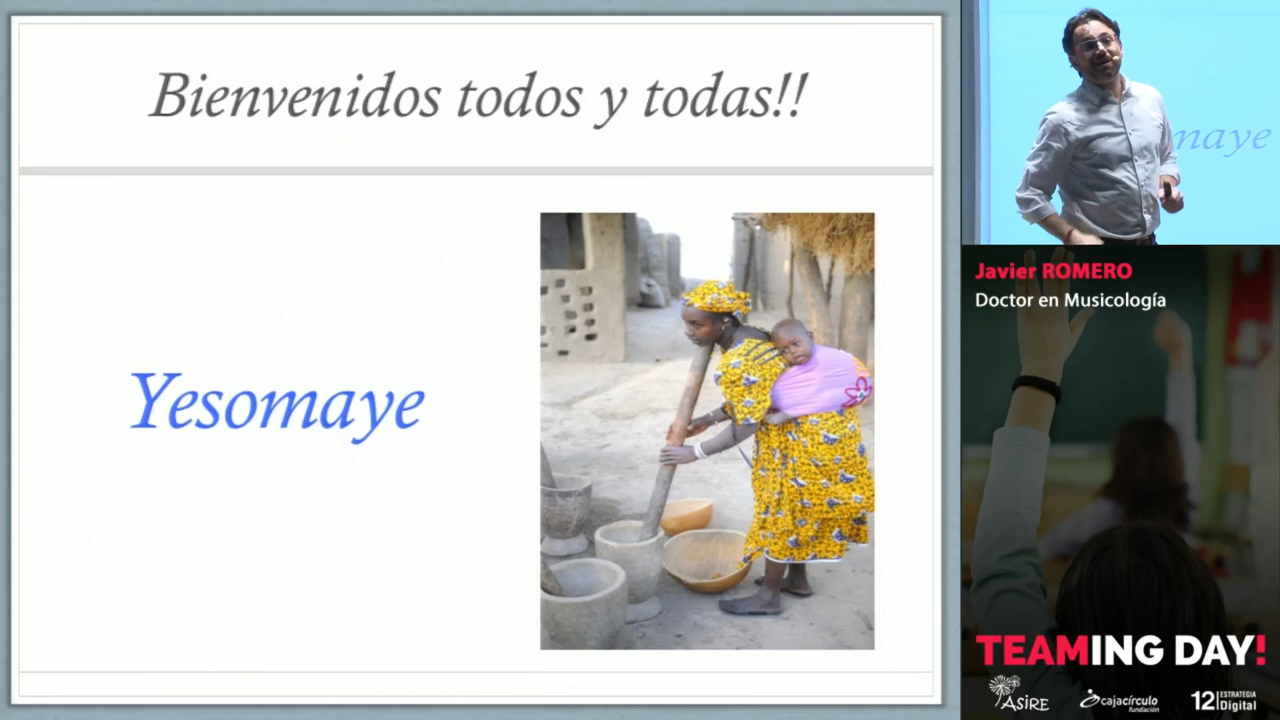 Bienvenidos todos y todas!!
Yesomaye
maye
Javier ROMERO
Doctor en Musicología
TEAMING DAY!
ASIRE
cajacírculo
fundación
12 ESTRATEGIA
Digital